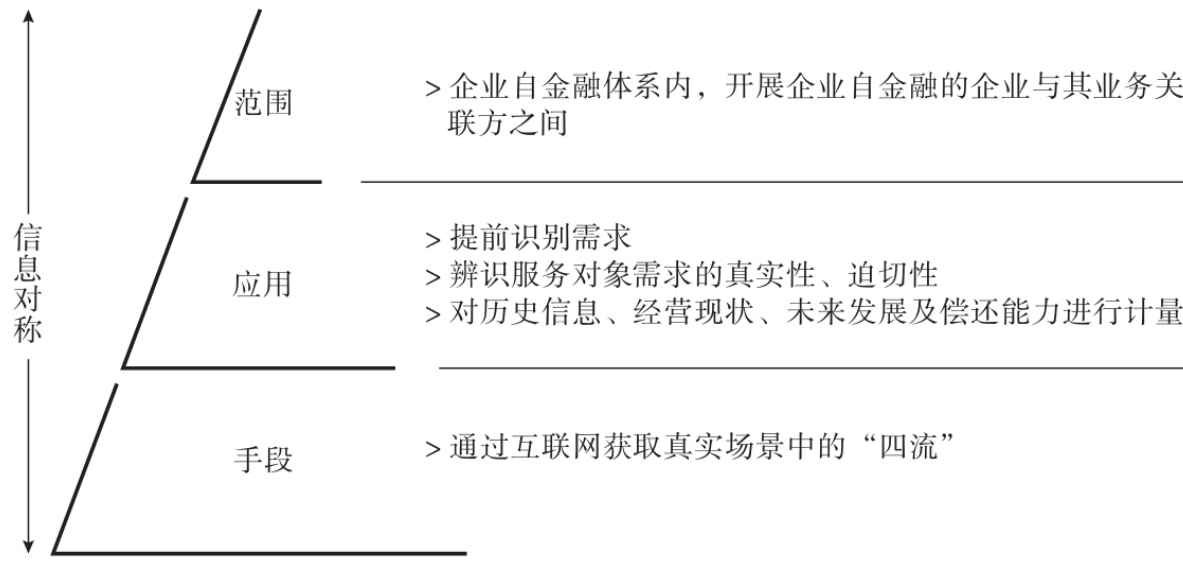 信息对称
范围
> 企业自金融体系内，开展企业自金融的企业与其业务关
联方之间
应用
> 提前识别需求
> 辨识服务对象需求的真实性、迫切性
> 对历史信息、经营现状、未来发展及偿还能力进行计量
手段
> 通过互联网获取真实场景中的“四流”